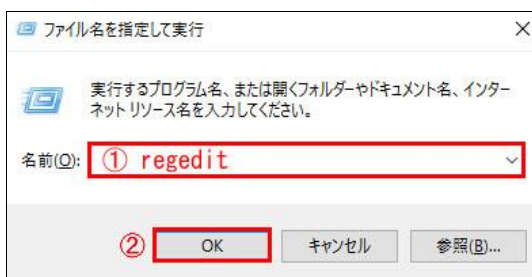 ファイル名を指定して実行
実行するプログラム名、または開くフォルダーやドキュメント名、インター
ネット リソース名を入力してください。
名前(O): ① regedit
② OK キャンセル 参照(B)...